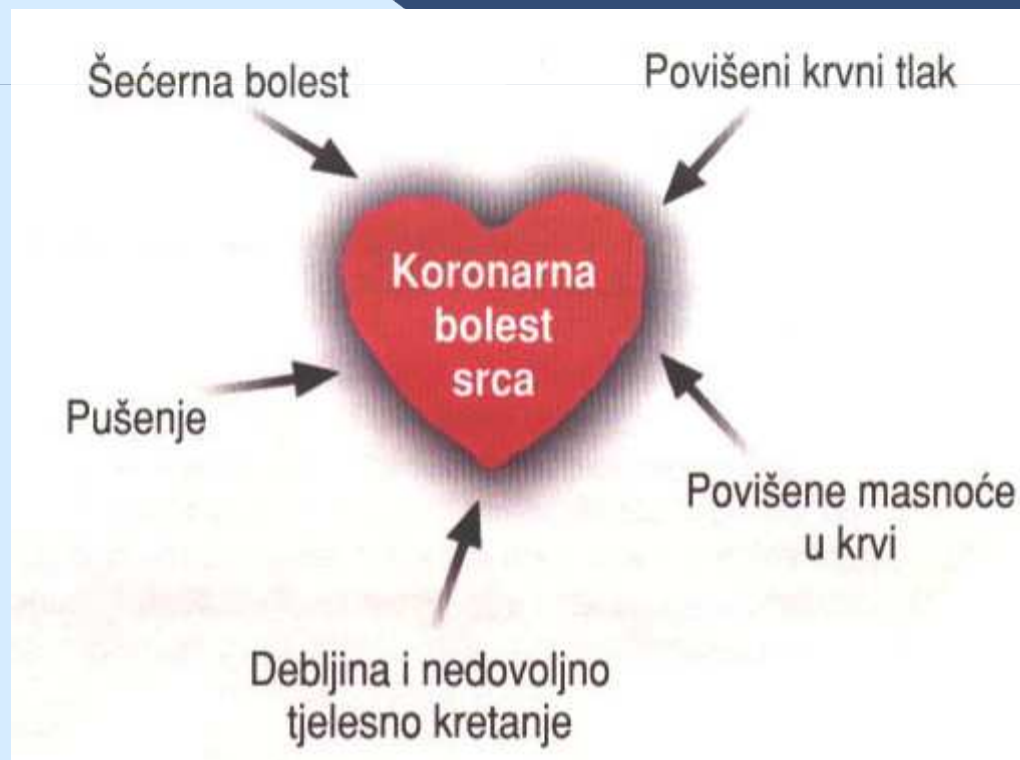 Šećerna bolest
Povišeni krvni tlak
Koronarna
bolest
srca
Pušenje
Povišene masnoće
u krvi
Debljina i nedovoljno
tjelesno kretanje